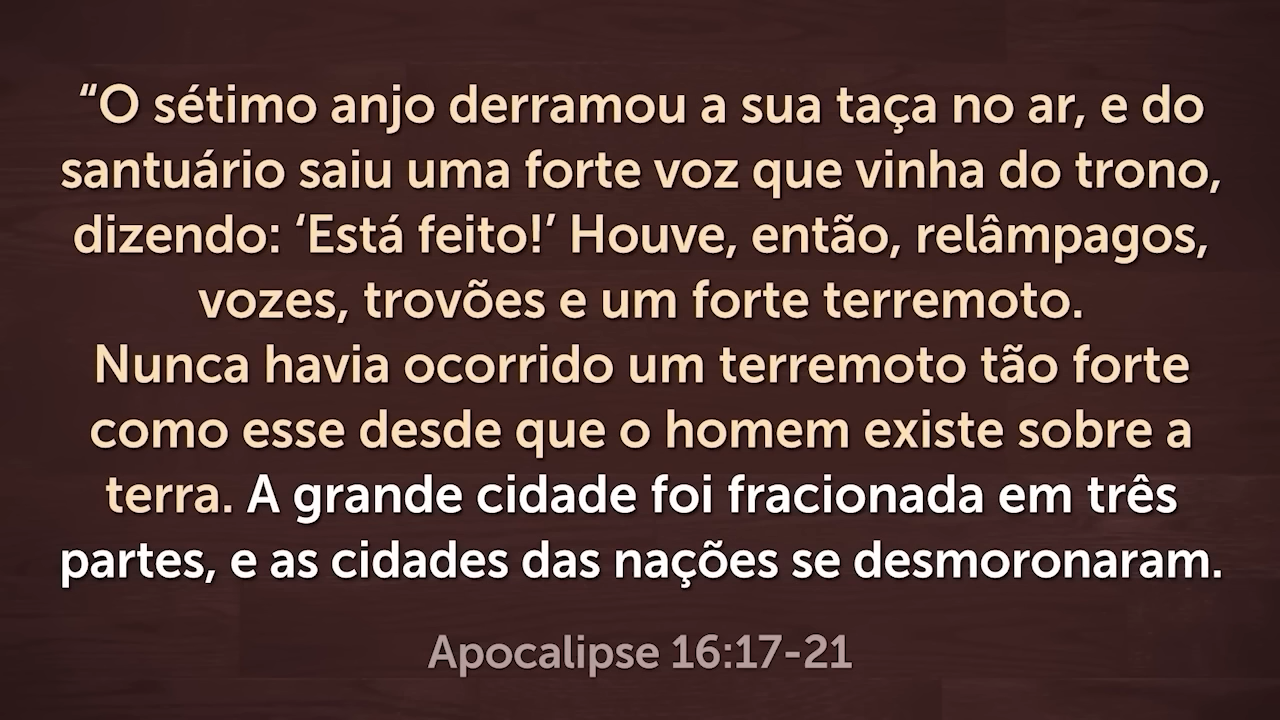 “O sétimo anjo derramou a sua taça no ar, e do
santuário saiu uma forte voz que vinha do trono,
dizendo: ‘Está feito!’ Houve, então, relâmpagos,
vozes, trovões e um forte terremoto.
Nunca havia ocorrido um terremoto tão forte
como esse desde que o homem existe sobre a
terra. A grande cidade foi fracionada em três
partes, e as cidades das nações se desmoronaram.
Apocalipse 16:17-21